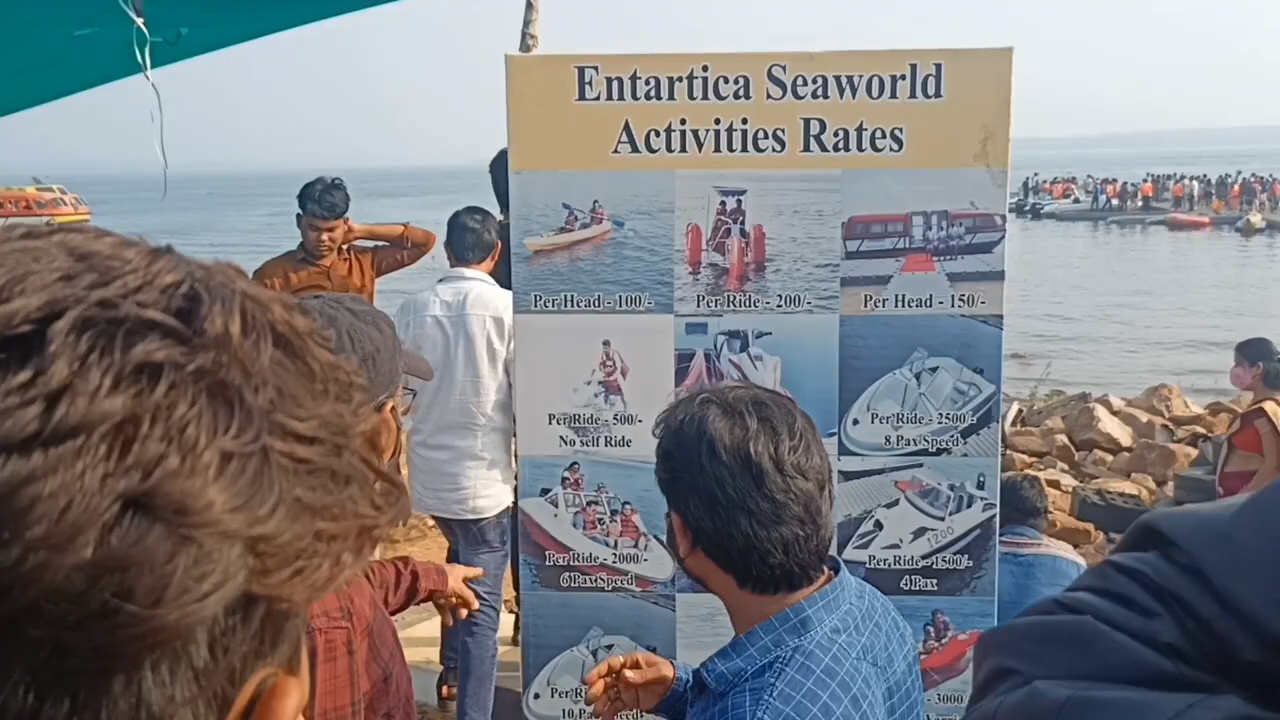 Entartica Seaworld
Activities Rates
Per Head - 100/-
Per Ride - 200/-
Per Head - 150/-
Per Ride - 500/-
No self Ride
Per Ride - 2500/-
8 Pax Speed
Per Ride - 2000/-
6 Pax Speed
1200
Per Ride - 1500/-
4 Pax
Per
10
- 3000